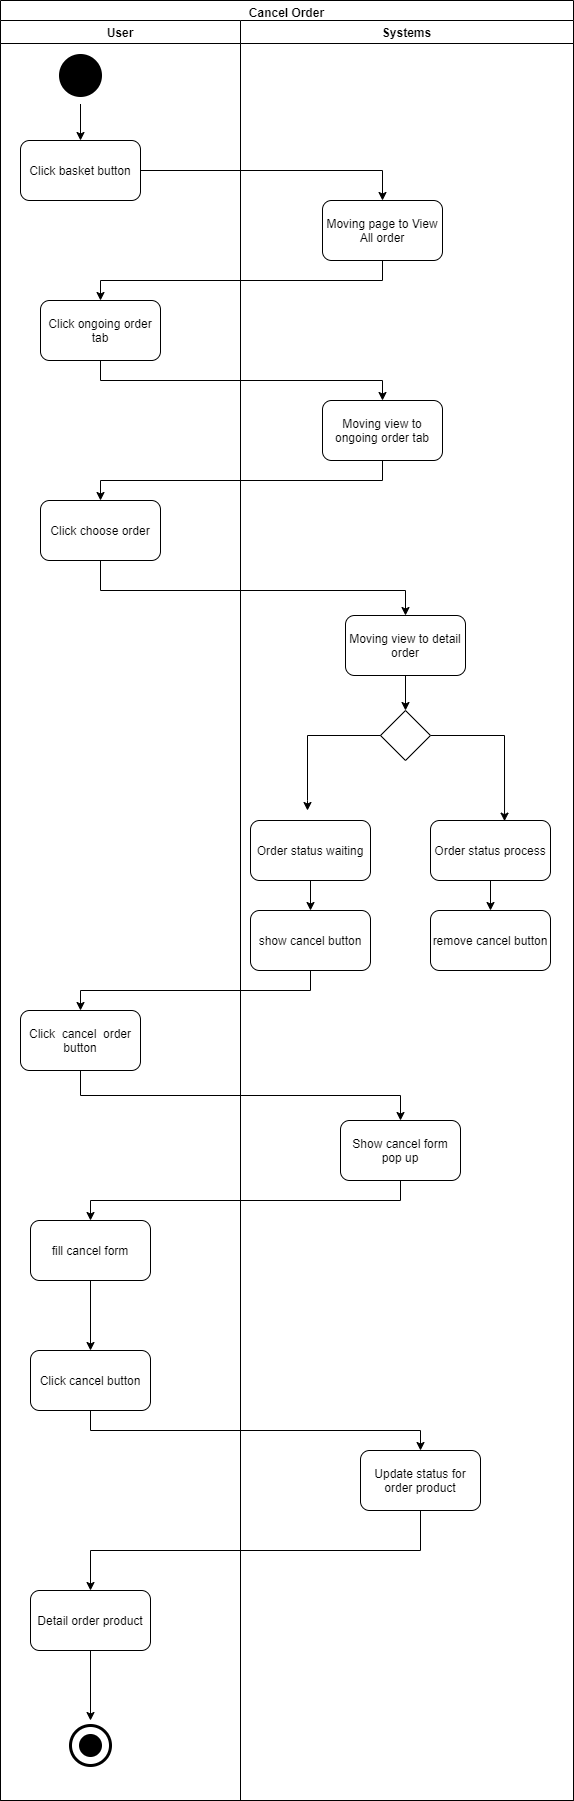 Cancel Order
User
Systems
Click basket button
Moving page to View
All order
Click ongoing order
tab
Moving view to
ongoing order tab
Click choose order
Moving view to detail
order
Order status waiting
Order status process
show cancel button
remove cancel button
Click cancel order
button
Show cancel form
pop up
fill cancel form
Click cancel button
Update status for
order product
Detail order product